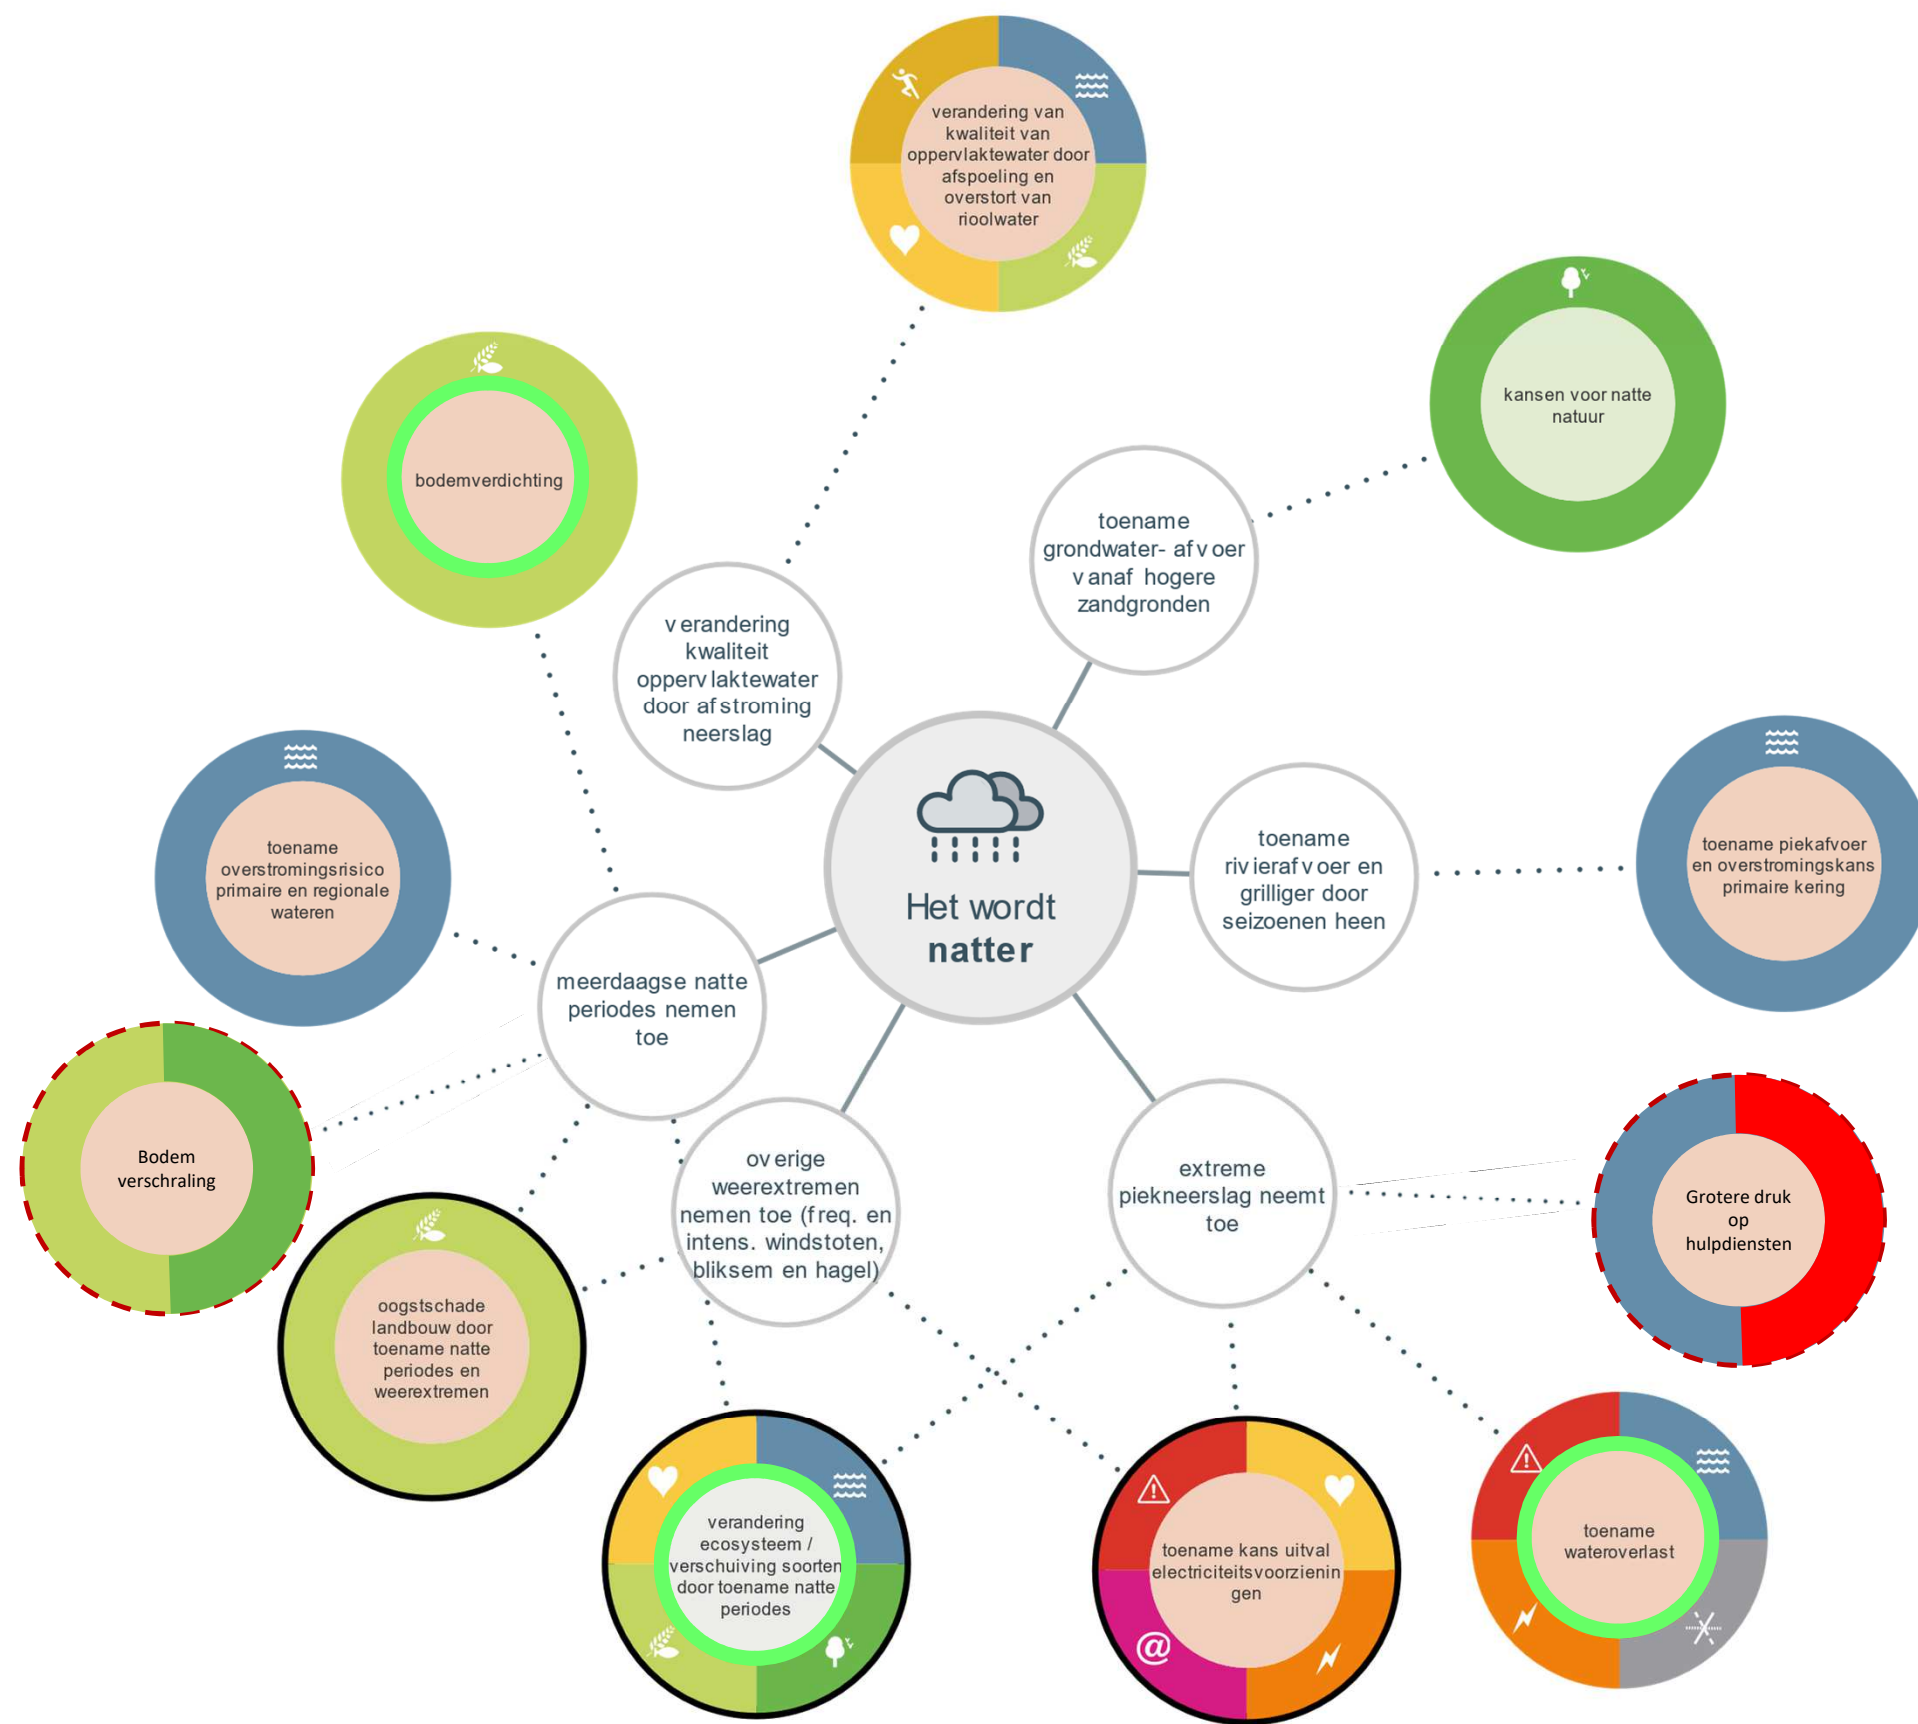 verandering van
kwaliteit van
oppervlaktewater door
afspoeling en
overstort van
rioolwater
kansen voor natte
natuur
bodemverdichting
toename
grondwater- afvoer
vanaf hogere
zandgronden
verandering
kwaliteit
oppervlaktewater
door afstroming
neerslag
toename
overstromingsrisico
primaire en regionale
wateren
Het wordt
natter
toename
rivierafvoer en
grilliger door
seizoenen heen
toename piekafvoer
en overstromingskans
primaire kering
meerdaagse natte
periodes nemen
toe
Bodem
verschraling
overige
weerextremen
nemen toe (freq. en
intens. windstoten,
bliksem en hagel)
extreme
piekneerslag neemt
toe
Grotere druk
op
hulpdiensten
oogstschade
landbouw door
toename natte
periodes en
weerextremen
verandering
ecosysteem /
verschuiving soorten
door toename natte
periodes
toename kans uitval
electriciteitsvoorzienin
gen
@
toename
wateroverlast